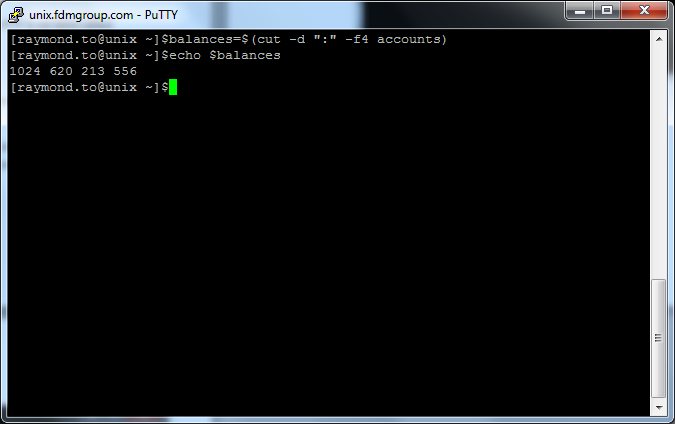 unix.fdmgroup.com - PuTTY
[raymond.to@unix ~]$balances=$(cut -d ":" -f4 accounts)
[raymond.to@unix ~]$echo $balances
1024 620 213 556
[raymond.to@unix ~]$